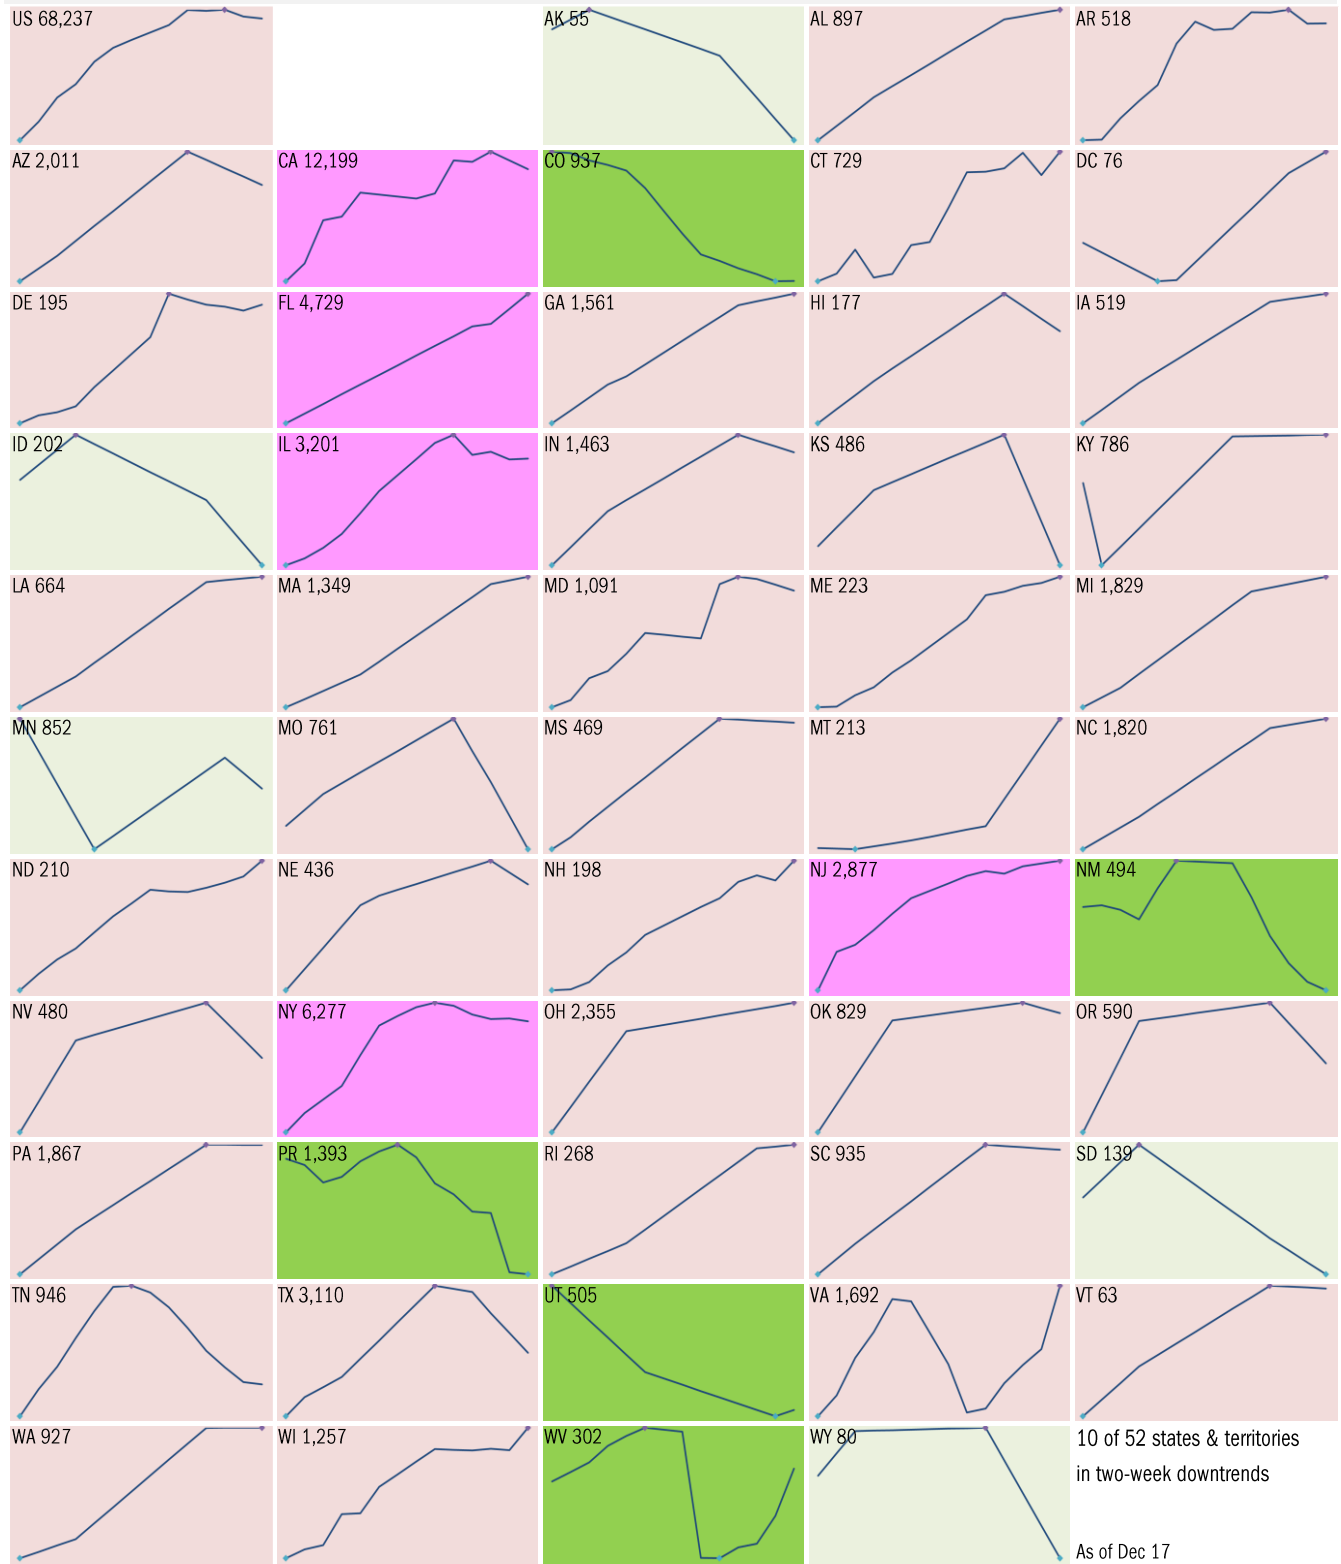 US 68,237
AK 55
AL 897
AR 518
AZ 2,011
CA 12,199
CO 937
CT 729
DC 76
DE 195
FL 4,729
GA 1,561
HI 177
IA 519
ID 202
IL 3,201
IN 1,463
KS 486
KY 786
LA 664
MA 1,349
MD 1,091
ME 223
MI 1,829
MN 852
MO 761
MS 469
MT 213
NC 1,820
ND 210
NE 436
NH 198
NJ 2,877
NM 494
NV 480
NY 6,277
OH 2,355
OK 829
OR 590
PA 1,867
PR 1,393
RI 268
SC 935
SD 139
TN 946
TX 3,110
UT 505
VA 1,692
VT 63
WA 927
WI 1,257
WV 302
WY 80
10 of 52 states & territories
in two-week downtrends
As of Dec 17